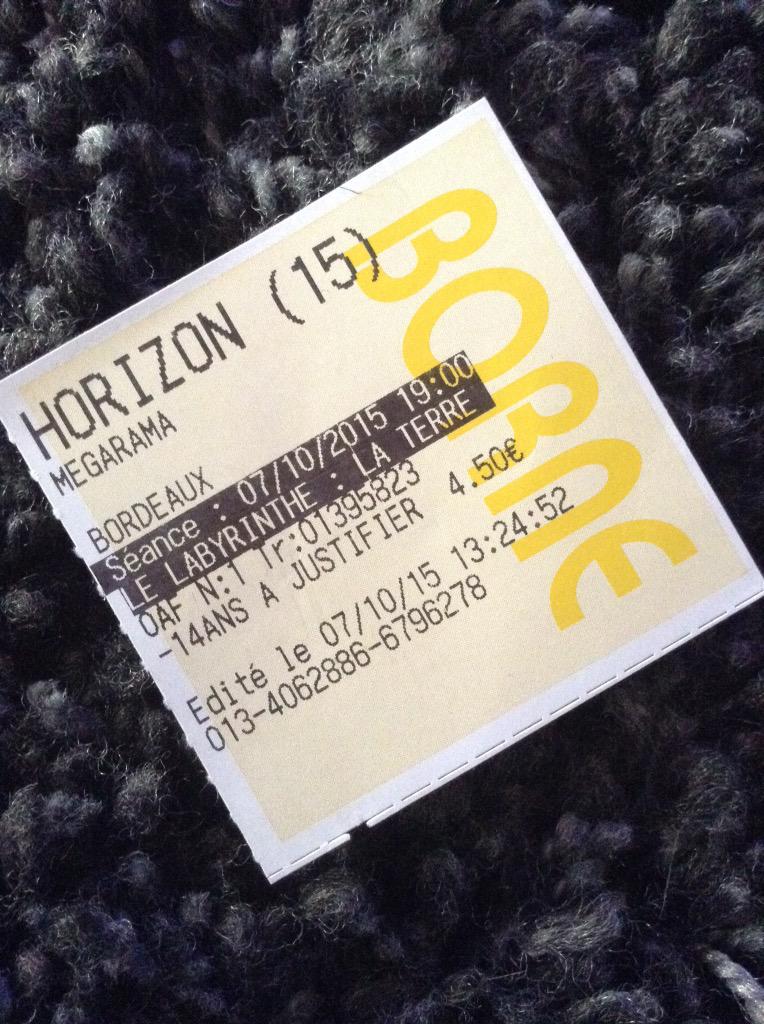 HORIZON (15)
MEGARAMA
BORDEAUX
Séance : 07/10/2015 19:00
LE LABYRINTHE : LA TERRE
OAF N:1 Tr:01395823
-14ANS A JUSTIFIER 4.50€
Edité le 07/10/15 13:24:52
013-4062886-6796278
BORNE